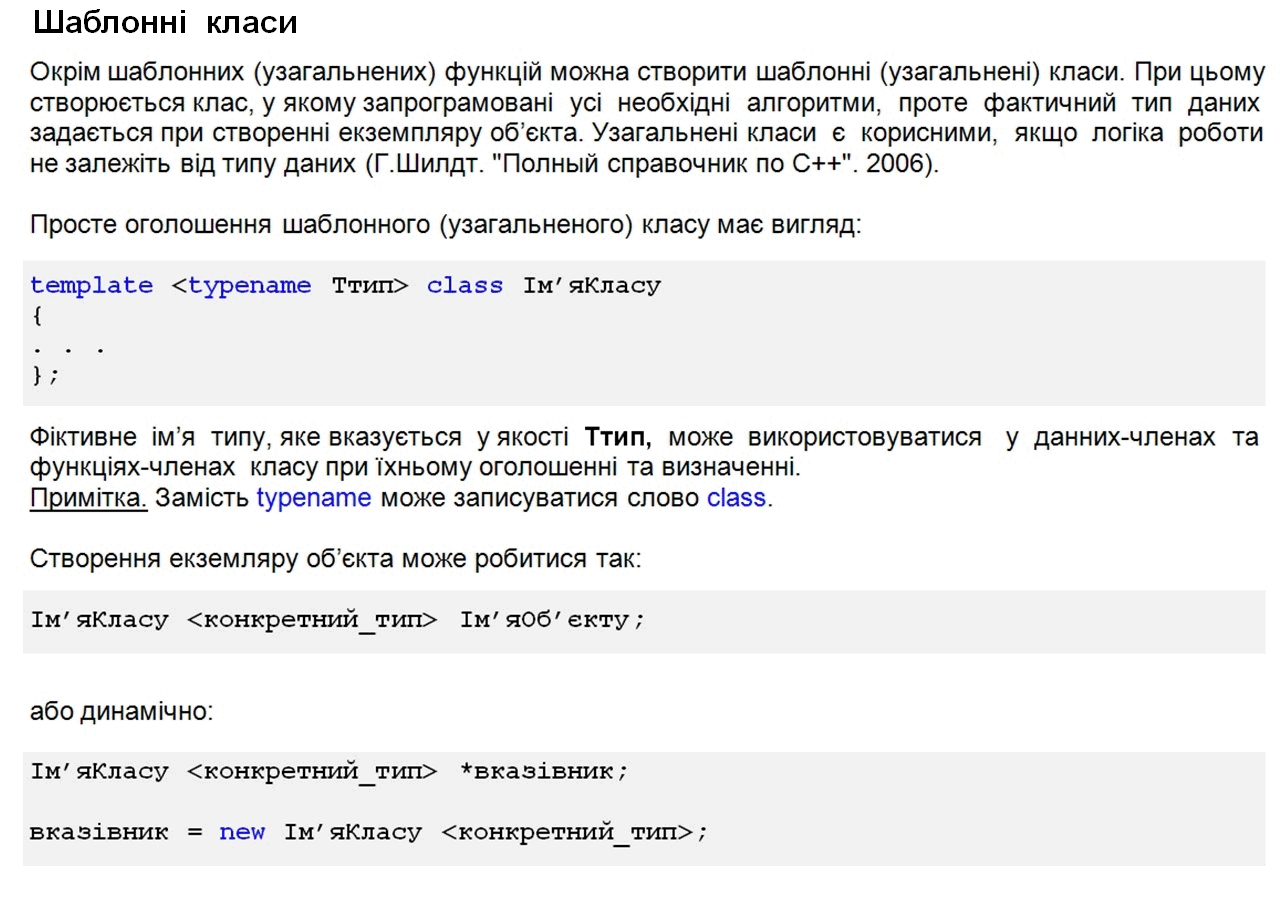 Шаблонні класи
Окрім шаблонних (узагальнених) функцій можна створити шаблонні (узагальнені) класи. При цьому
створюється клас, у якому запрограмовані усі необхідні алгоритми, проте фактичний тип даних
задається при створенні екземпляру об’єкта. Узагальнені класи є корисними, якщо логіка роботи
не залежіть від типу даних (Г.Шилдт. "Полный справочник по С++". 2006).
Просте оголошення шаблонного (узагальненого) класу має вигляд:
template <typename Ттип> class Ім’яКласу
{
. . .
};
Фіктивне ім’я типу, яке вказується у якості Ттип, може використовуватися у данних-членах та
функціях-членах класу при їхньому оголошенні та визначенні.
Примітка. Замість typename може записуватися слово class.
Створення екземляру об’єкта може робитися так:
Ім’яКласу <конкретний_тип> Ім’яОб’єкту;
або динамічно:
Ім’яКласу <конкретний_тип> *вказівник;
вказівник = new Ім’яКласу <конкретний_тип>;